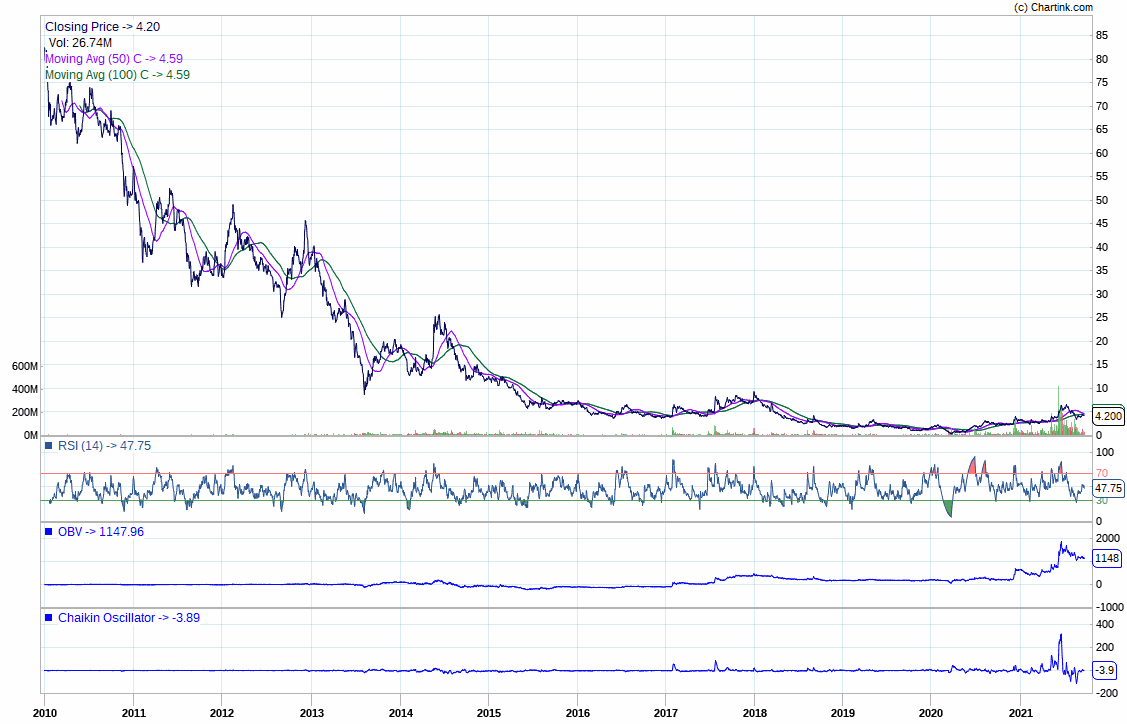 (c) Chartink.com
Closing Price -> 4.20
Vol: 26.74M
Moving Avg (50) C -> 4.59
Moving Avg (100) C -> 4.59
85
80
75
70
65
60
55
50
45
40
35
30
25
20
15
10
4.200
0
600M
400M
200M
0M
RSI (14) -> 47.75
100
70
47.75
30
0
OBV -> 1147.96
2000
1148
0
-1000
Chaikin Oscillator -> -3.89
400
200
-3.9
-200
2010 2011 2012 2013 2014 2015 2016 2017 2018 2019 2020 2021